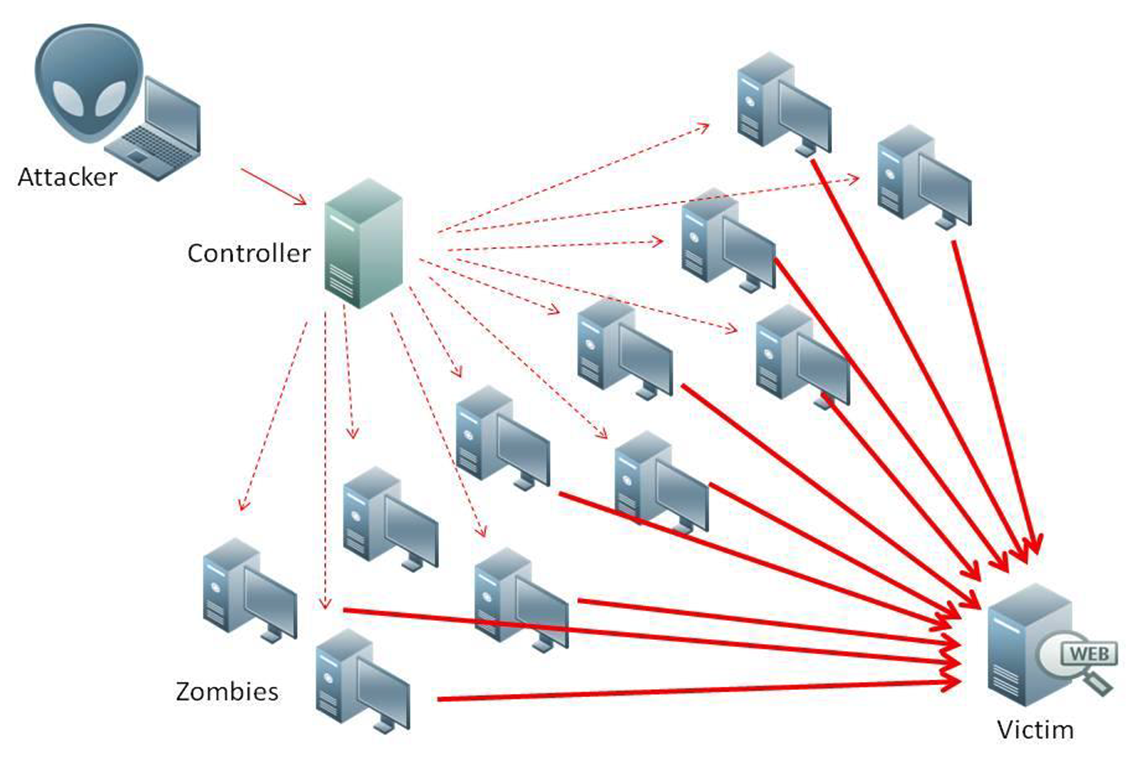 Attacker
Controller
Zombies
WEB
Victim